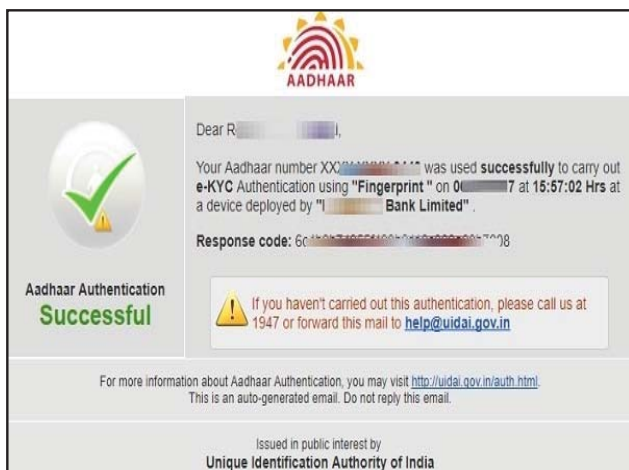 AADHAAR
Dear R
Your Aadhaar number was used successfully to carry out
e-KYC Authentication using "Fingerprint " on at 15:57:02 Hrs at
a device deployed by " Bank Limited" .
Response code:
Aadhaar Authentication
Successful
If you haven't carried out this authentication, please call us at
1947 or forward this mail to help@uidai.gov.in
For more information about Aadhaar Authentication, you may visit http://uidai.gov.in/auth.html.
This is an auto-generated email. Do not reply this email.
Issued in public interest by
Unique Identification Authority of India